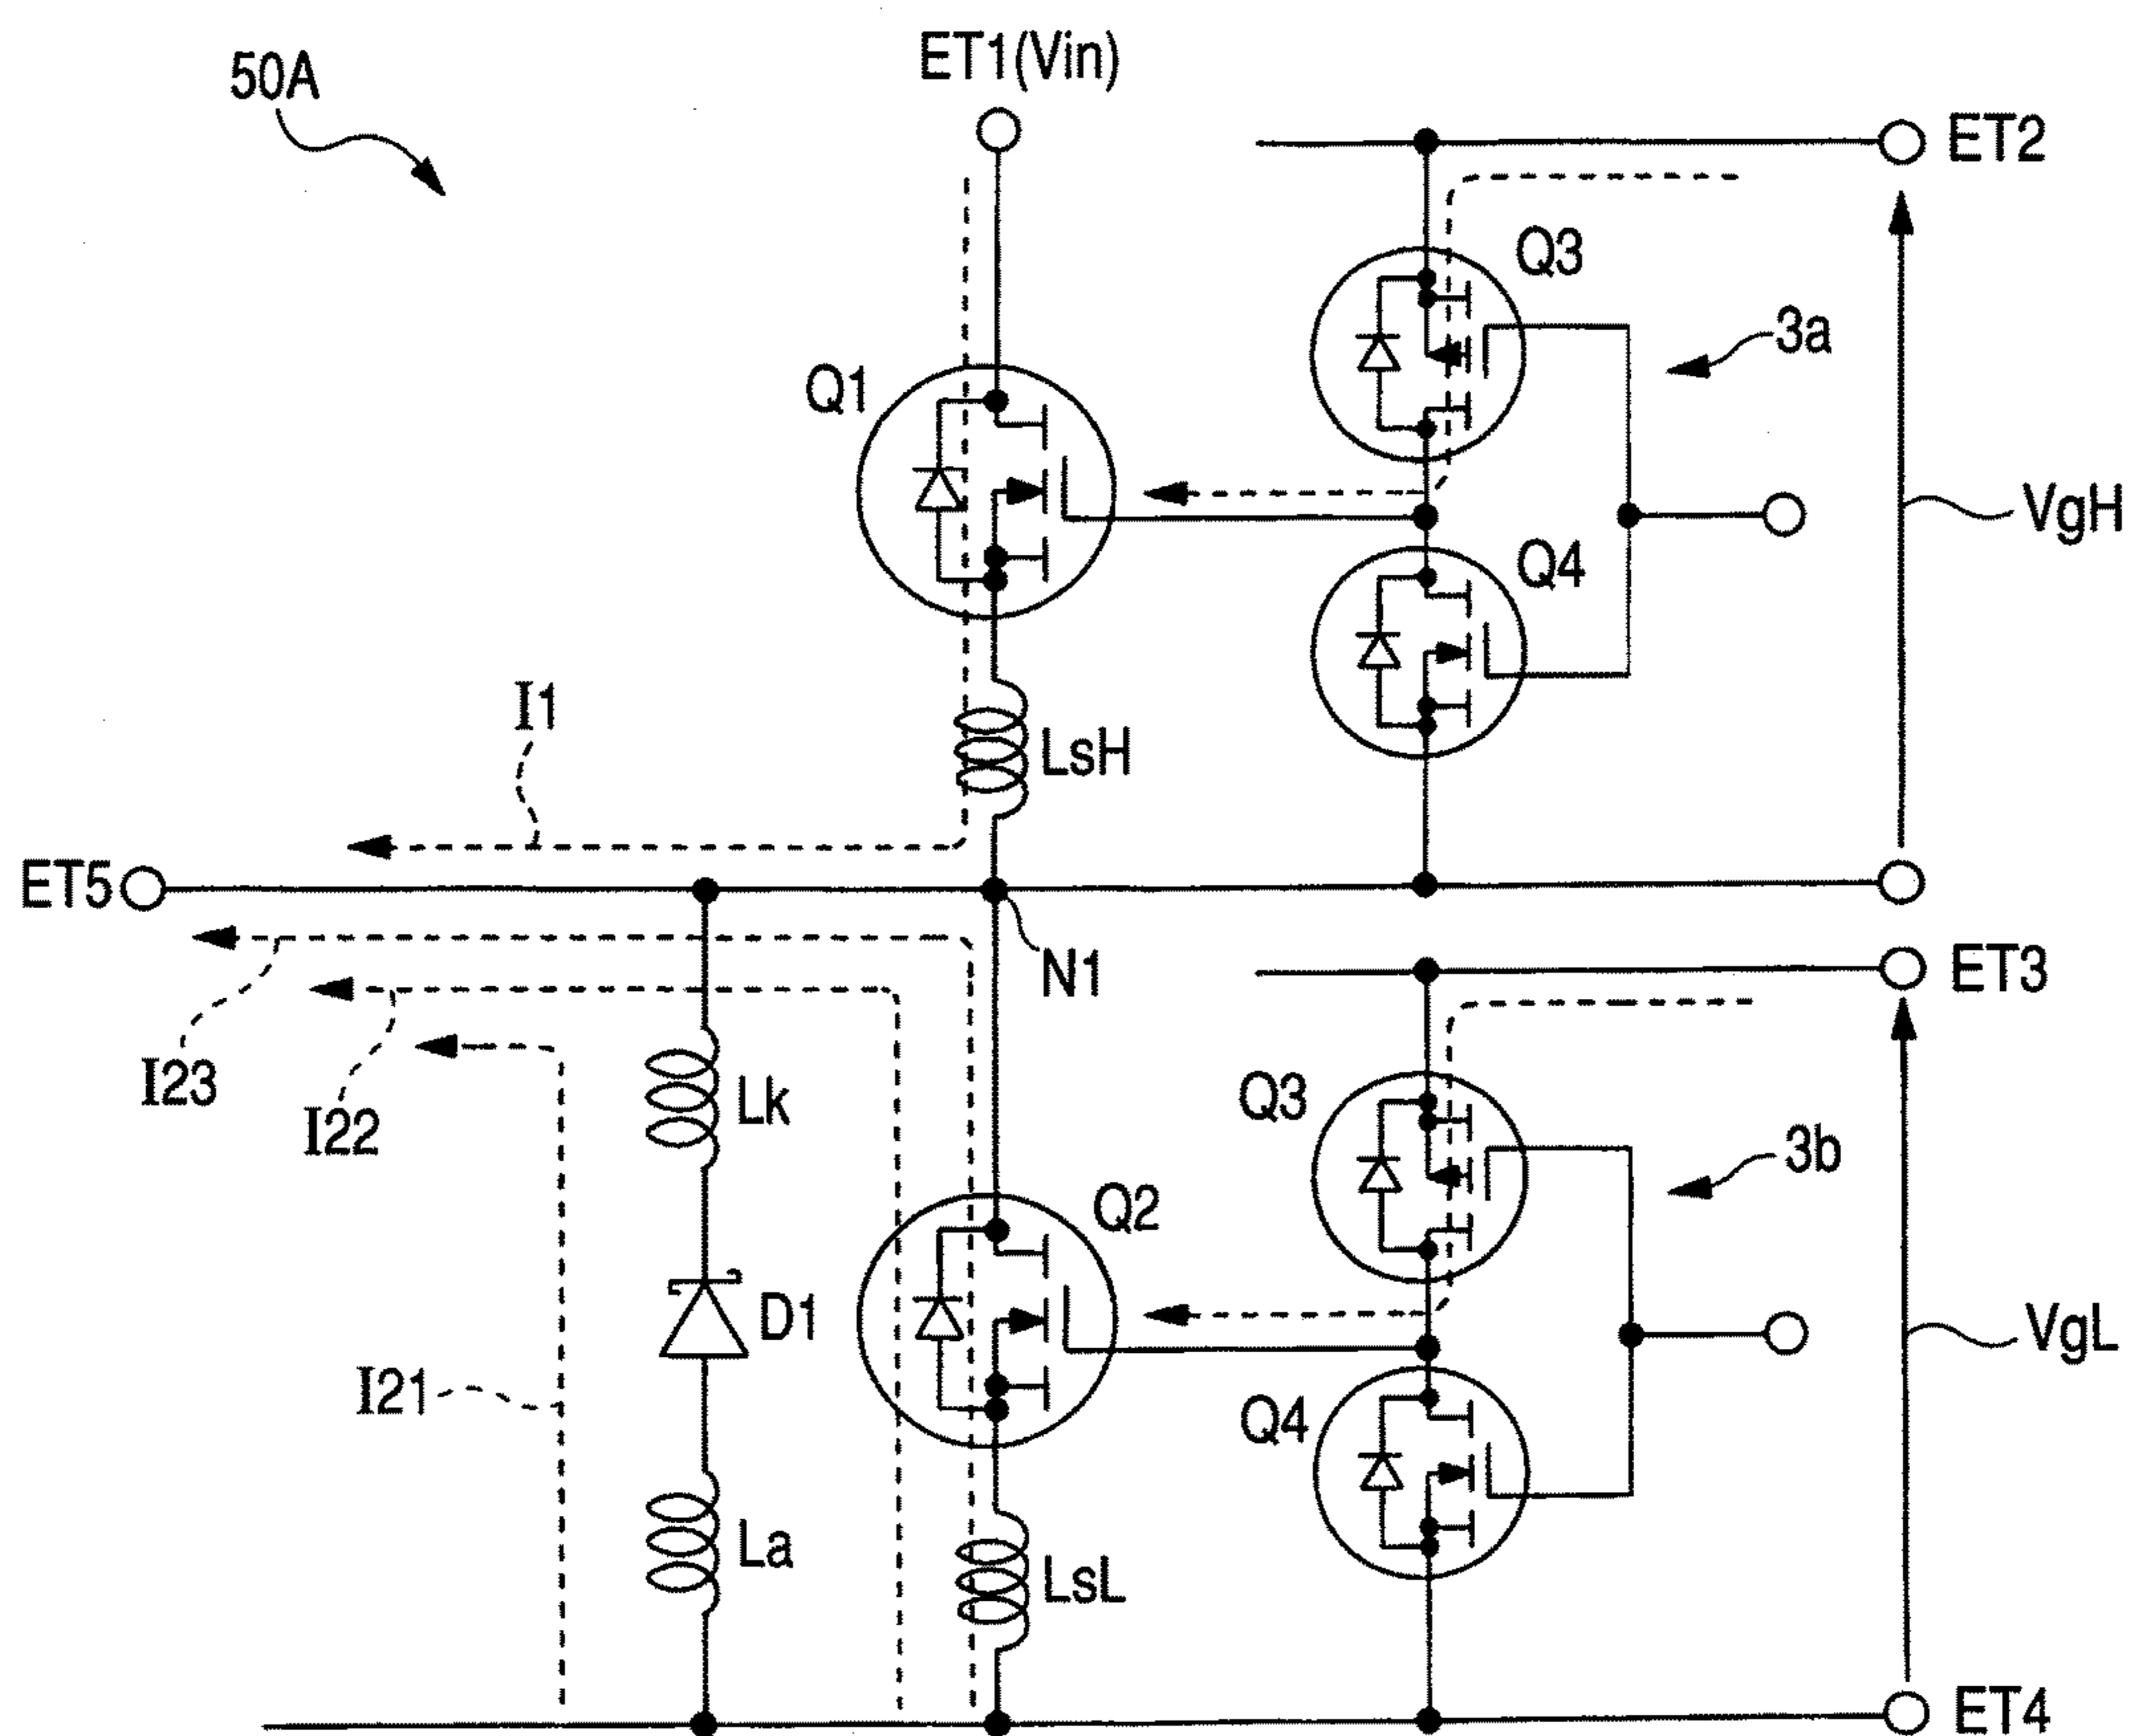 50A
ET1(Vin)
ET2
Q3
3a
Q1
VgH
Q4
I1
LsH
ET5
N1
ET3
I23
I22
Lk
Q3
3b
Q2
D1
VgL
I21
Q4
La
LsL
ET4